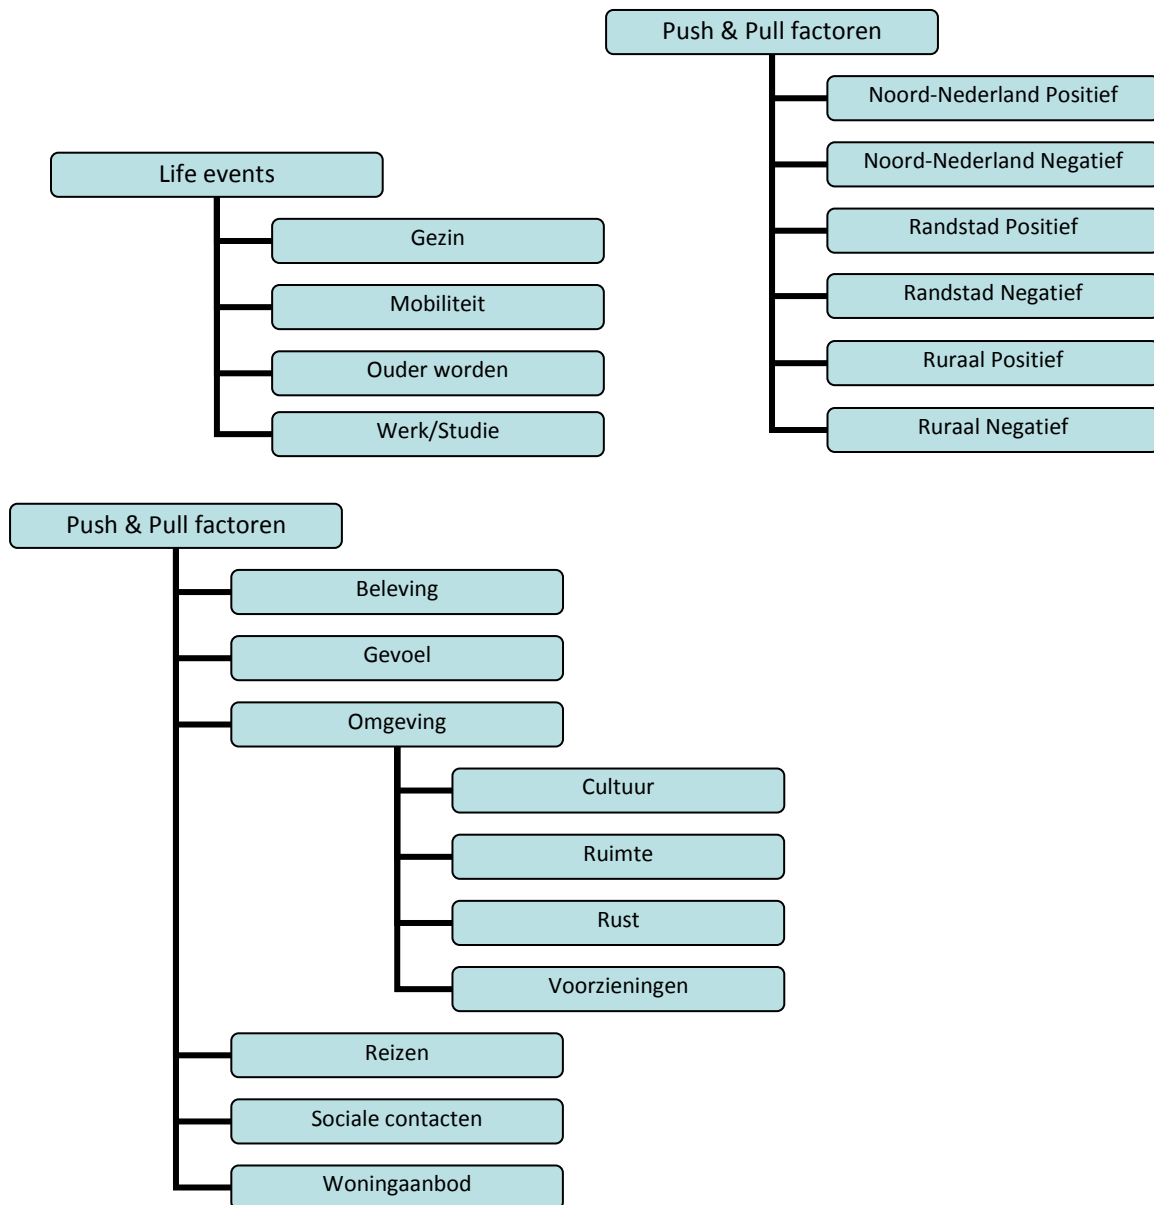 Push & Pull factoren
Noord-Nederland Positief
Noord-Nederland Negatief
Randstad Positief
Randstad Negatief
Ruraal Positief
Ruraal Negatief
Life events
Gezin
Mobiliteit
Ouder worden
Werk/Studie
Push & Pull factoren
Beleving
Gevoel
Omgeving
Cultuur
Ruimte
Rust
Voorzieningen
Reizen
Sociale contacten
Woningaanbod